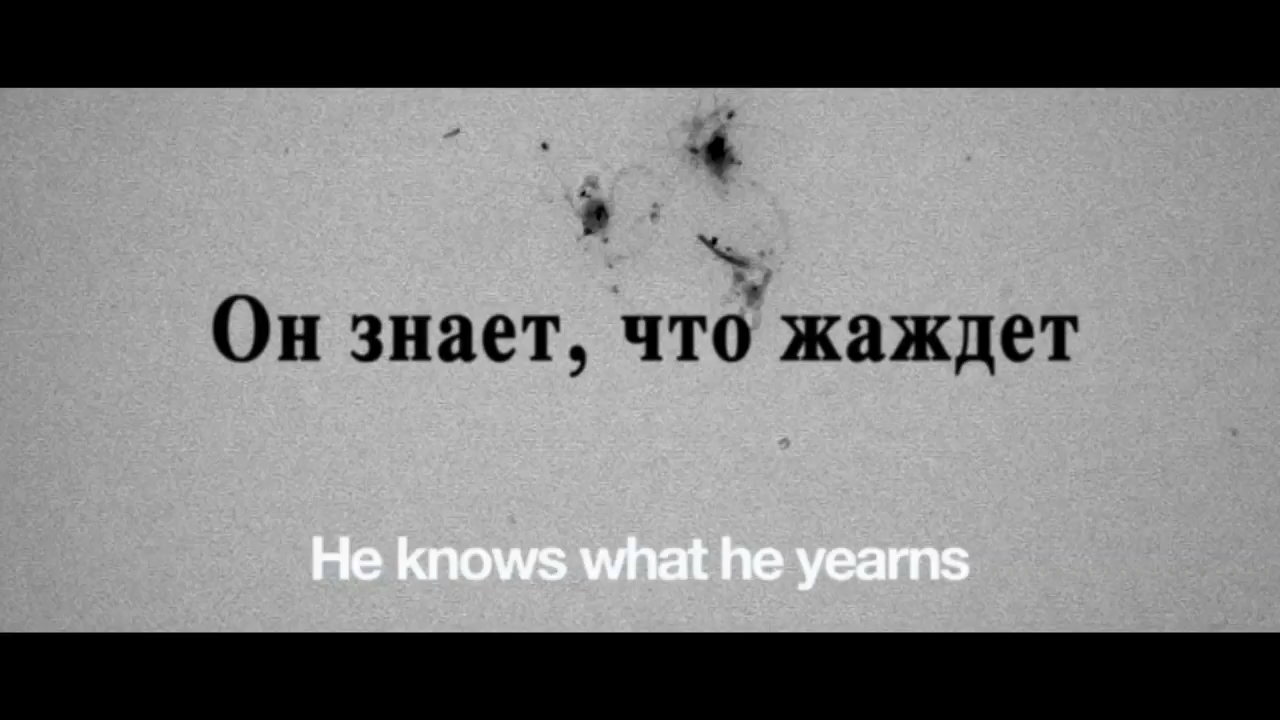 Он знает, что жаждет
He knows what he yearns